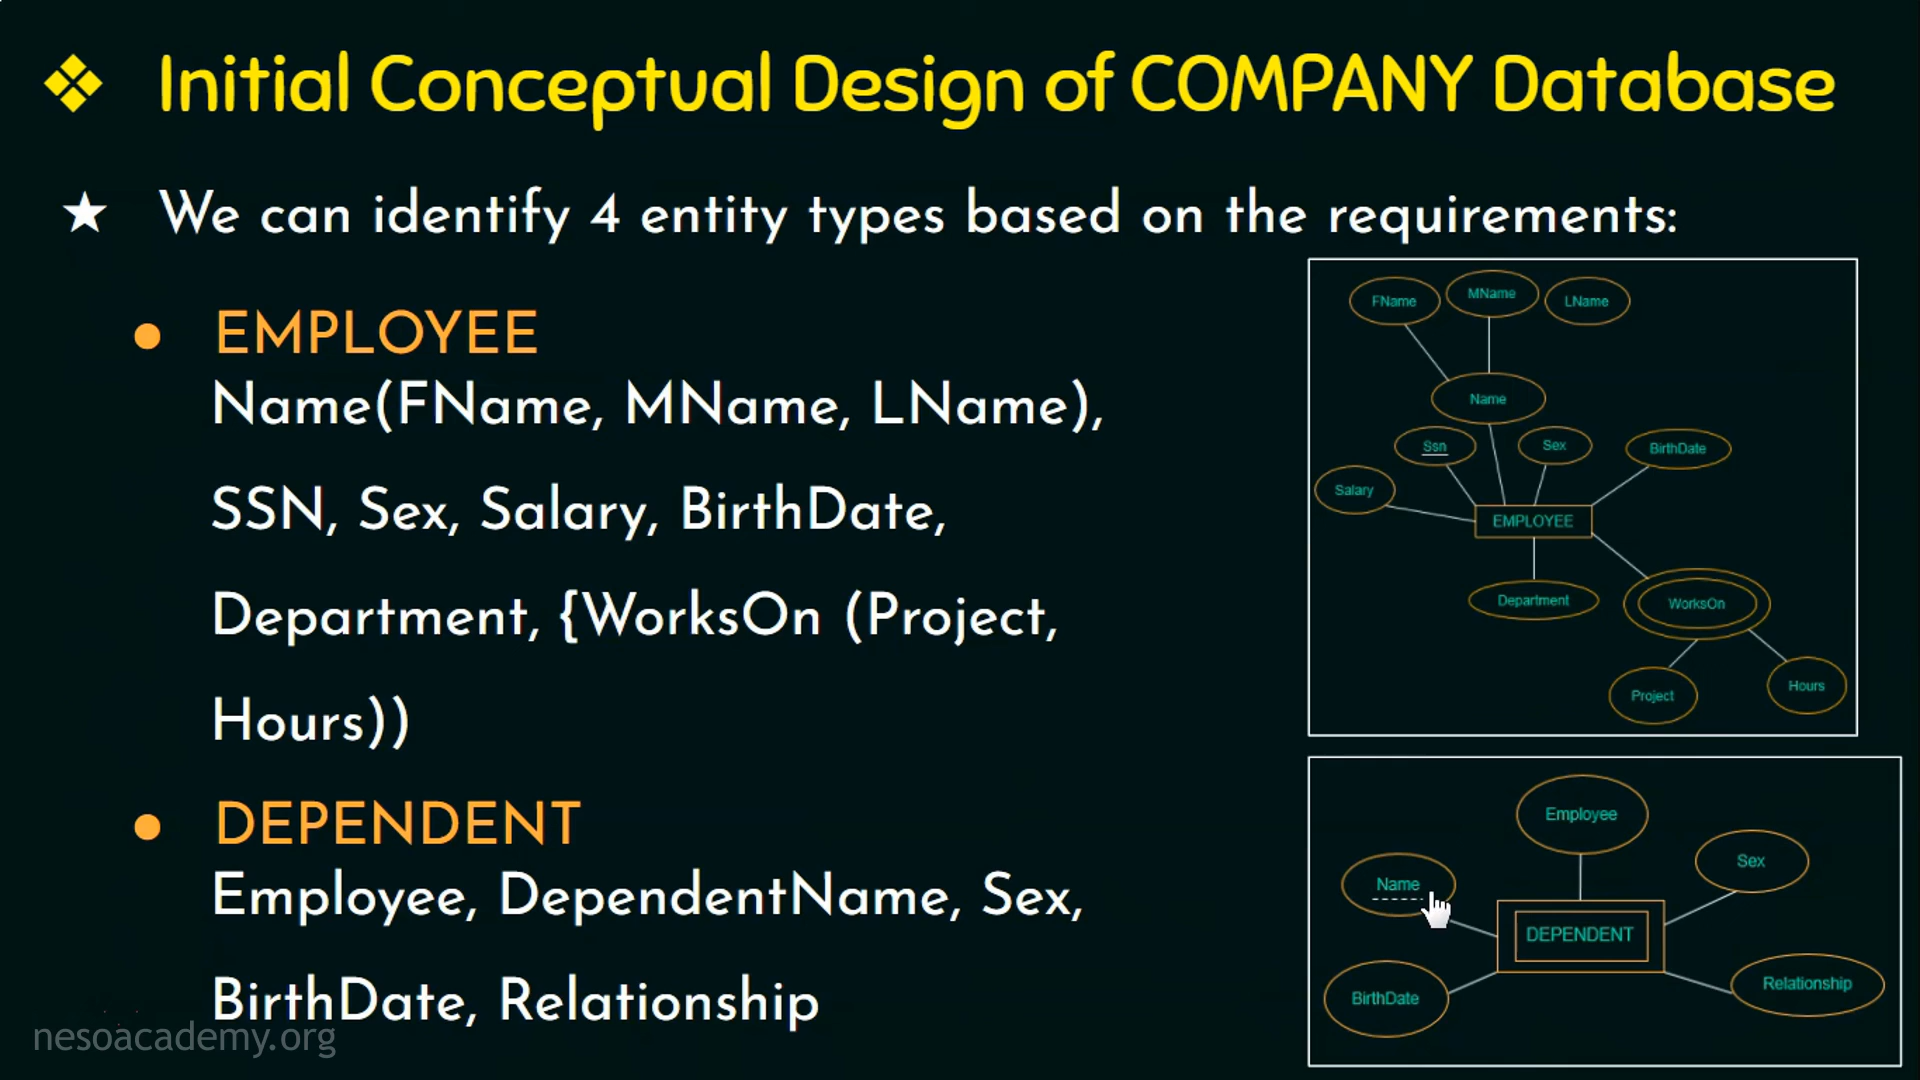 Initial Conceptual Design of COMPANY Database
We can identify 4 entity types based on the requirements:
EMPLOYEE
Name(FName, MName, LName),
SSN, Sex, Salary, BirthDate,
Department, {WorksOn (Project,
Hours))
DEPENDENT
Employee, DependentName, Sex,
BirthDate, Relationship
FName
MName
LName
Name
Ssn
Sex
BirthDate
Salary
EMPLOYEE
Department
WorksOn
Project
Hours
Employee
Name
Sex
DEPENDENT
BirthDate
Relationship
nesoacademy.org